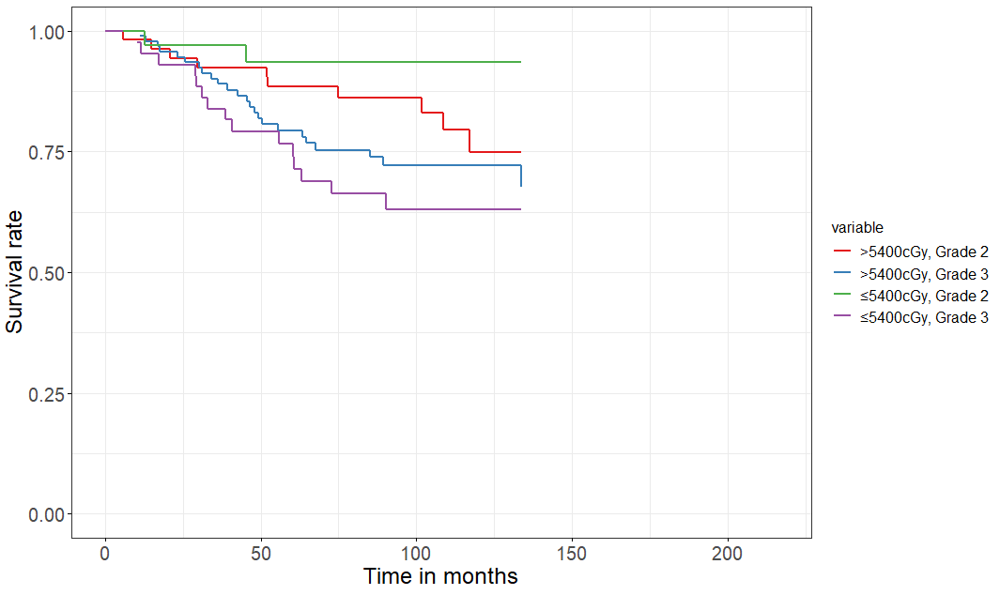 1.00
0.75
0.50
0.25
0.00
Survival rate
0
50
100
150
200
Time in months
variable
>5400cGy, Grade 2
>5400cGy, Grade 3
≤5400cGy, Grade 2
≤5400cGy, Grade 3